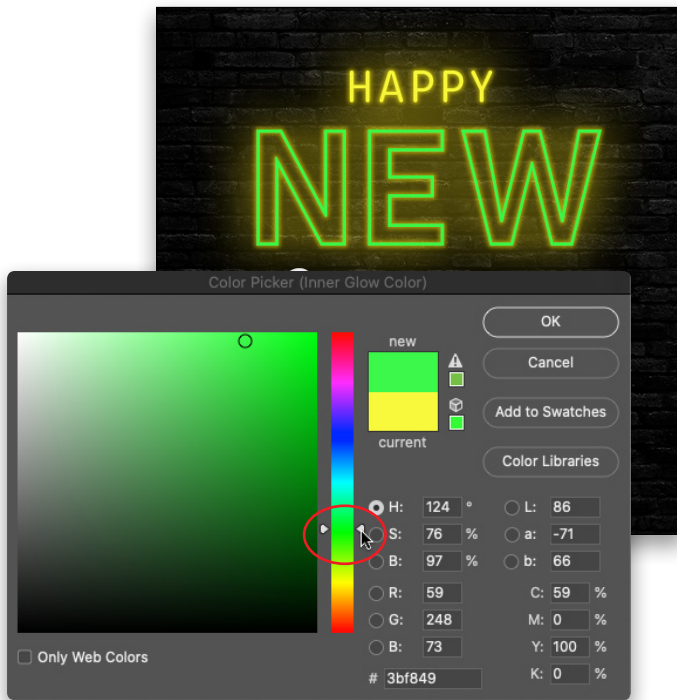 HAPPY
NEW
Color Picker (Inner Glow Color)
new
current
OK
Cancel
Add to Swatches
Color Libraries
H: 124 °
S: 76 %
B: 97 %
R: 59
G: 248
B: 73
# 3bf849
L: 86
a: -71
b: 66
C: 59 %
M: 0 %
Y: 100 %
K: 0 %
Only Web Colors